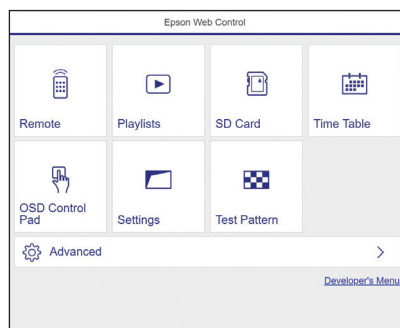 Epson Web Control
Remote
Playlists
SD Card
Time Table
OSD Control
Pad
Settings
Test Pattern
Advanced
Developer's Menu